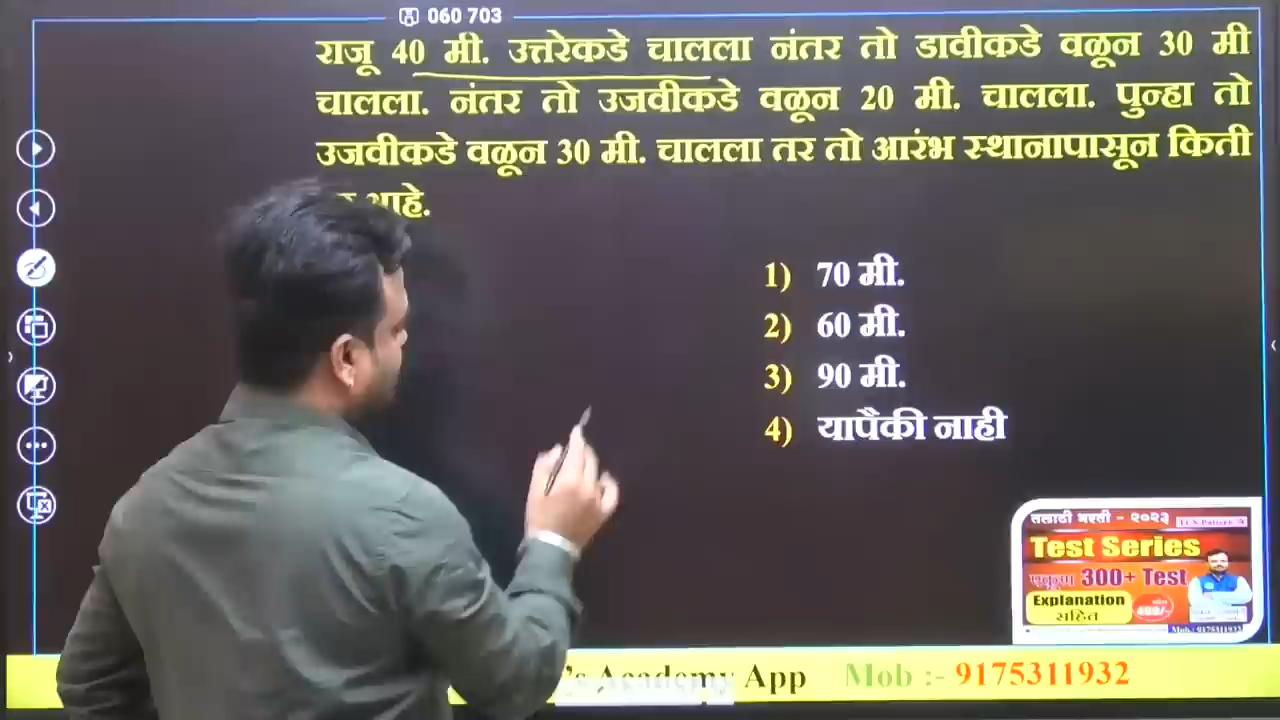 060 703
राजू 40 मी. उत्तरेकडे चालला नंतर तो डावीकडे वळून 30 मी
चालला. नंतर तो उजवीकडे वळून 20 मी. चालला. पुन्हा तो
उजवीकडे वळून 30 मी. चालला तर तो आरंभ स्थानापासून किती
आहे.
1) 70 मी.
2) 60 मी.
3) 90 मी.
4) यापैकी नाही
तलाठी भरती - २०२३
Test Series
एकूण 300+ Test
Explanation
सहित
's Academy App Mob :- 9175311932